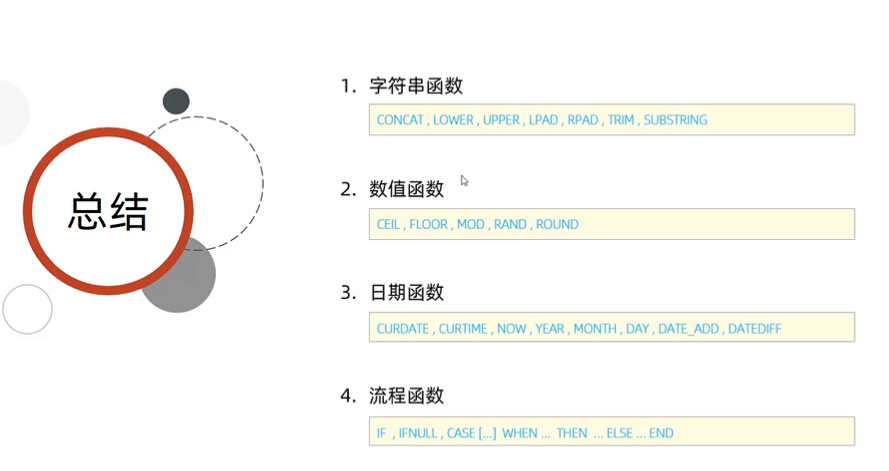 总结
1. 字符串函数
CONCAT , LOWER , UPPER , LPAD , RPAD , TRIM , SUBSTRING
2. 数值函数
CEIL , FLOOR , MOD , RAND , ROUND
3. 日期函数
CURDATE , CURTIME , NOW , YEAR , MONTH , DAY , DATE_ADD , DATEDIFF
4. 流程函数
IF , IFNULL , CASE [...] WHEN ... THEN ... ELSE ... END